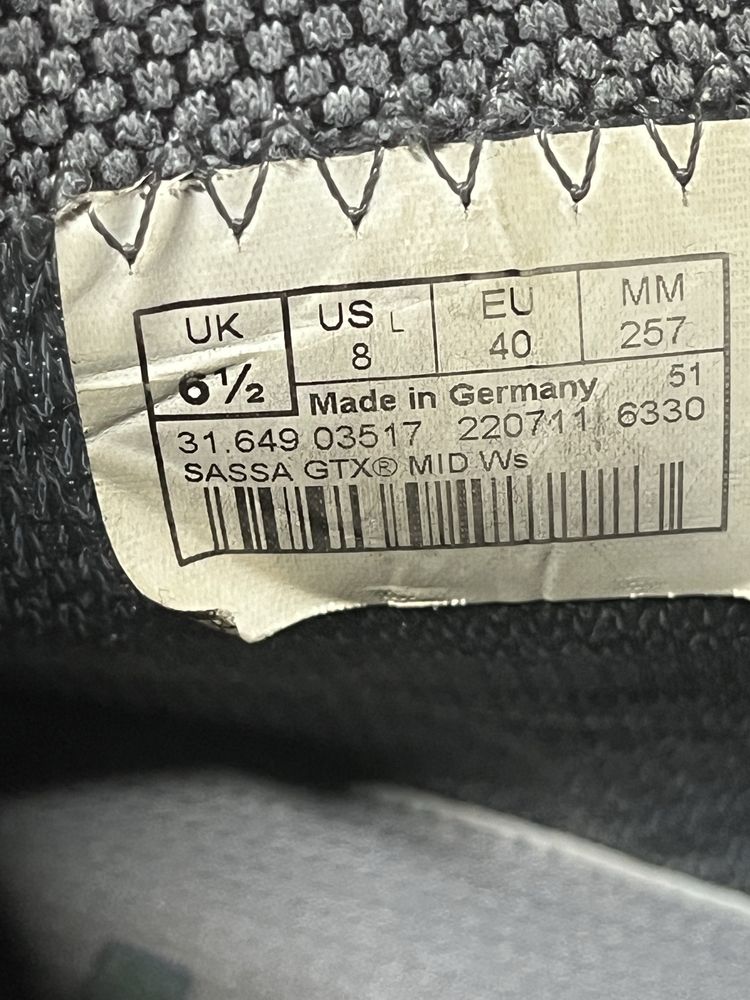 UK US L EU MM
6½ 8 40 257
Made in Germany 51
31.649 03517 220711 6330
SASSA GTX® MID Ws